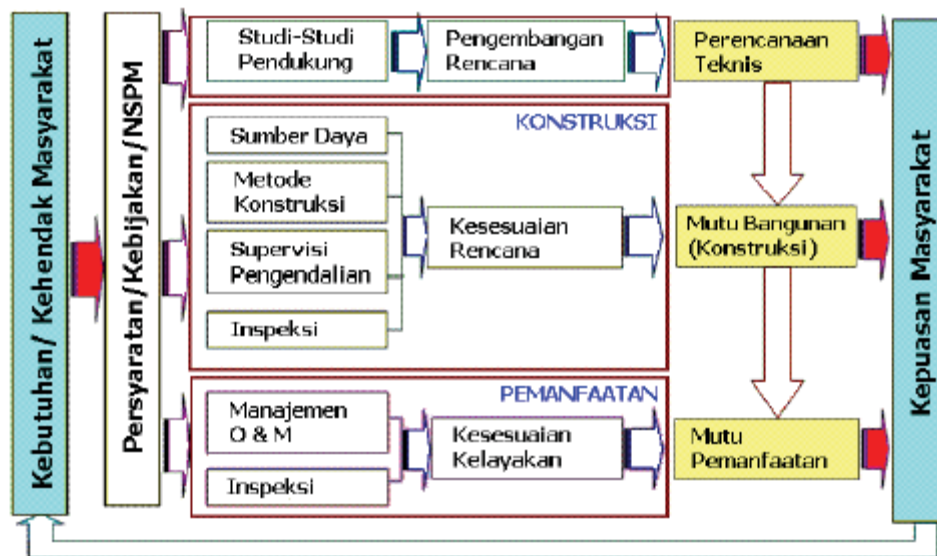 Kebutuhan/ Kehendak Masyarakat
Persyaratan/Kebijakan/NSPM
Studi-Studi
Pendukung
Pengembangan
Rencana
Perencanaan
Teknis
KONSTRUKSI
Sumber Daya
Metode
Konstruksi
Supervisi
Pengendalian
Inspeksi
Kesesuaian
Rencana
Mutu Bangunan
(Konstruksi)
PEMANFAATAN
Manajemen
O & M
Inspeksi
Kesesuaian
Kelayakan
Mutu
Pemanfaatan
Kepuasan Masyarakat